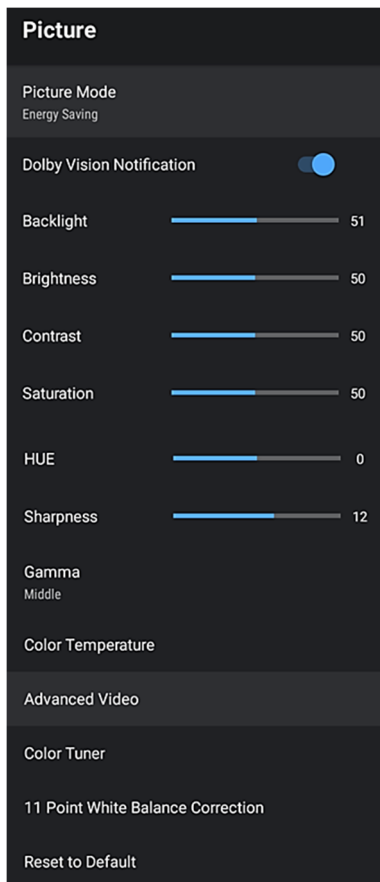 Picture
Picture Mode
Energy Saving
Dolby Vision Notification
Backlight 51
Brightness 50
Contrast 50
Saturation 50
HUE 0
Sharpness 12
Gamma
Middle
Color Temperature
Advanced Video
Color Tuner
11 Point White Balance Correction
Reset to Default